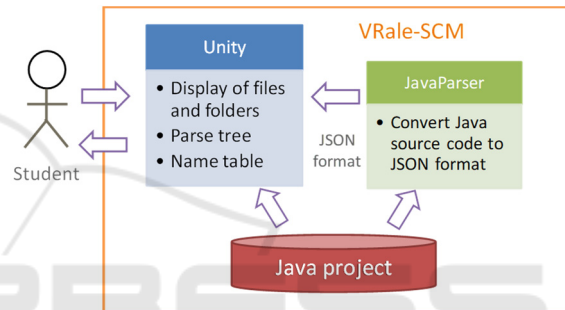 VRale-SCM
Unity
• Display of files
and folders
• Parse tree
• Name table
JavaParser
• Convert Java
source code to
JSON format
JSON
format
Student
Java project
PRESS